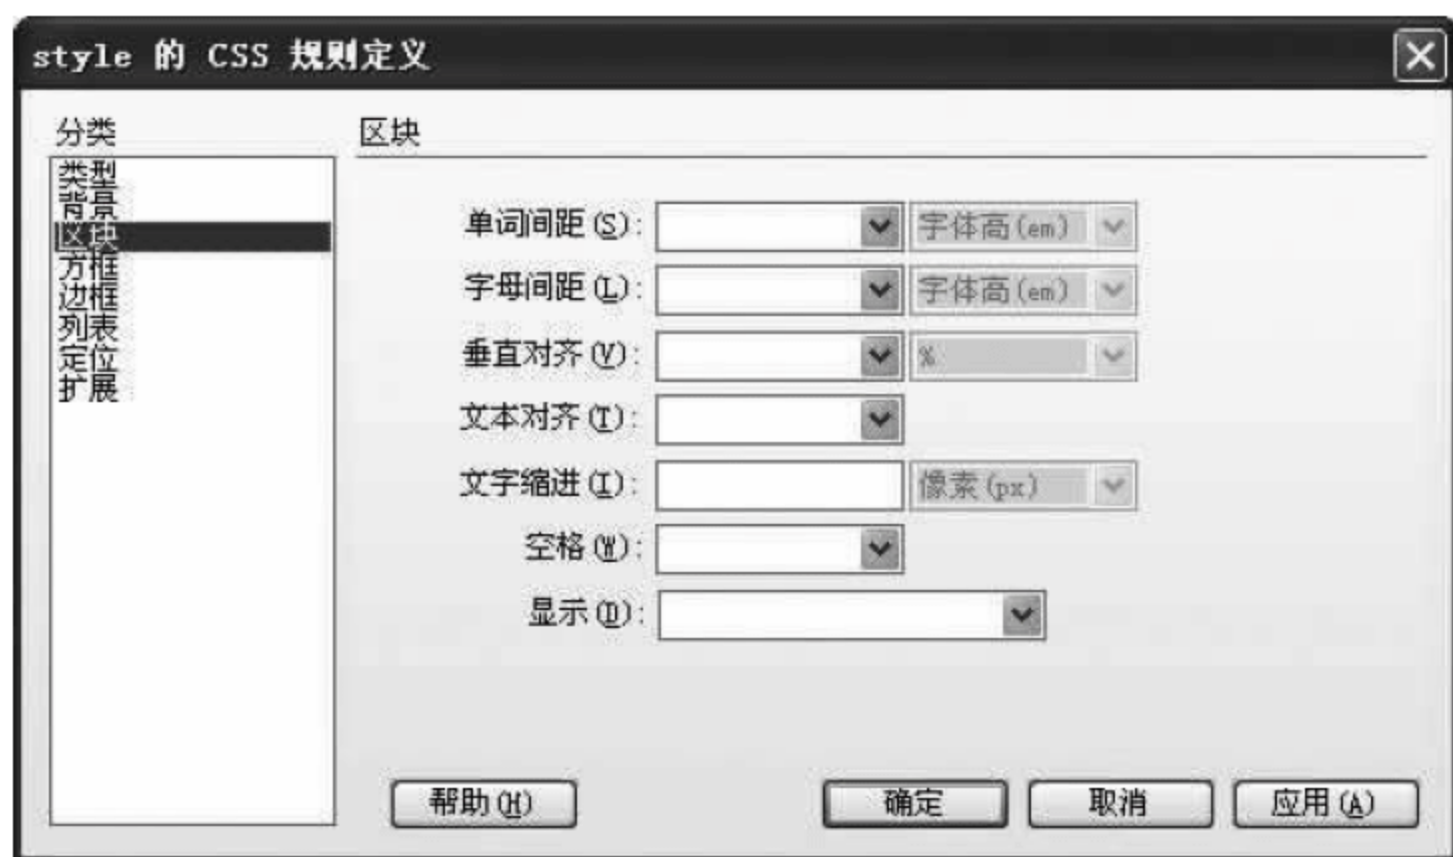 style 的 CSS 规则定义
分类
类型
背景
区块
方框
边框
列表
定位
扩展
区块
单词间距(S): 字体高(em)
字母间距(L): 字体高(em)
垂直对齐(V): %
文本对齐(T):
文字缩进(I): 像素(px)
空格(W):
显示(D):
帮助(H) 确定 取消 应用(A)